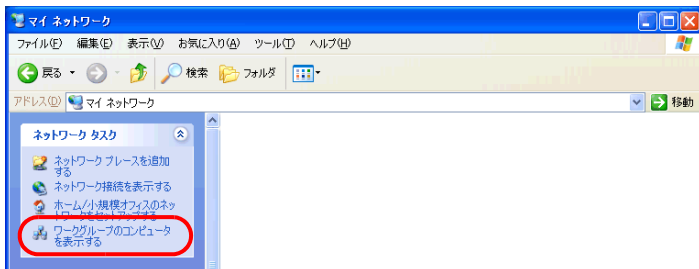 マイ ネットワーク
ファイル(F) 編集(E) 表示(V) お気に入り(A) ツール(T) ヘルプ(H)
戻る 検索 フォルダ
アドレス(D) マイ ネットワーク 移動
ネットワーク タスク
ネットワーク プレースを追加
する
ネットワーク接続を表示する
ホーム/小規模オフィスのネッ
トワークをセットアップする
ワークグループのコンピュータ
を表示する